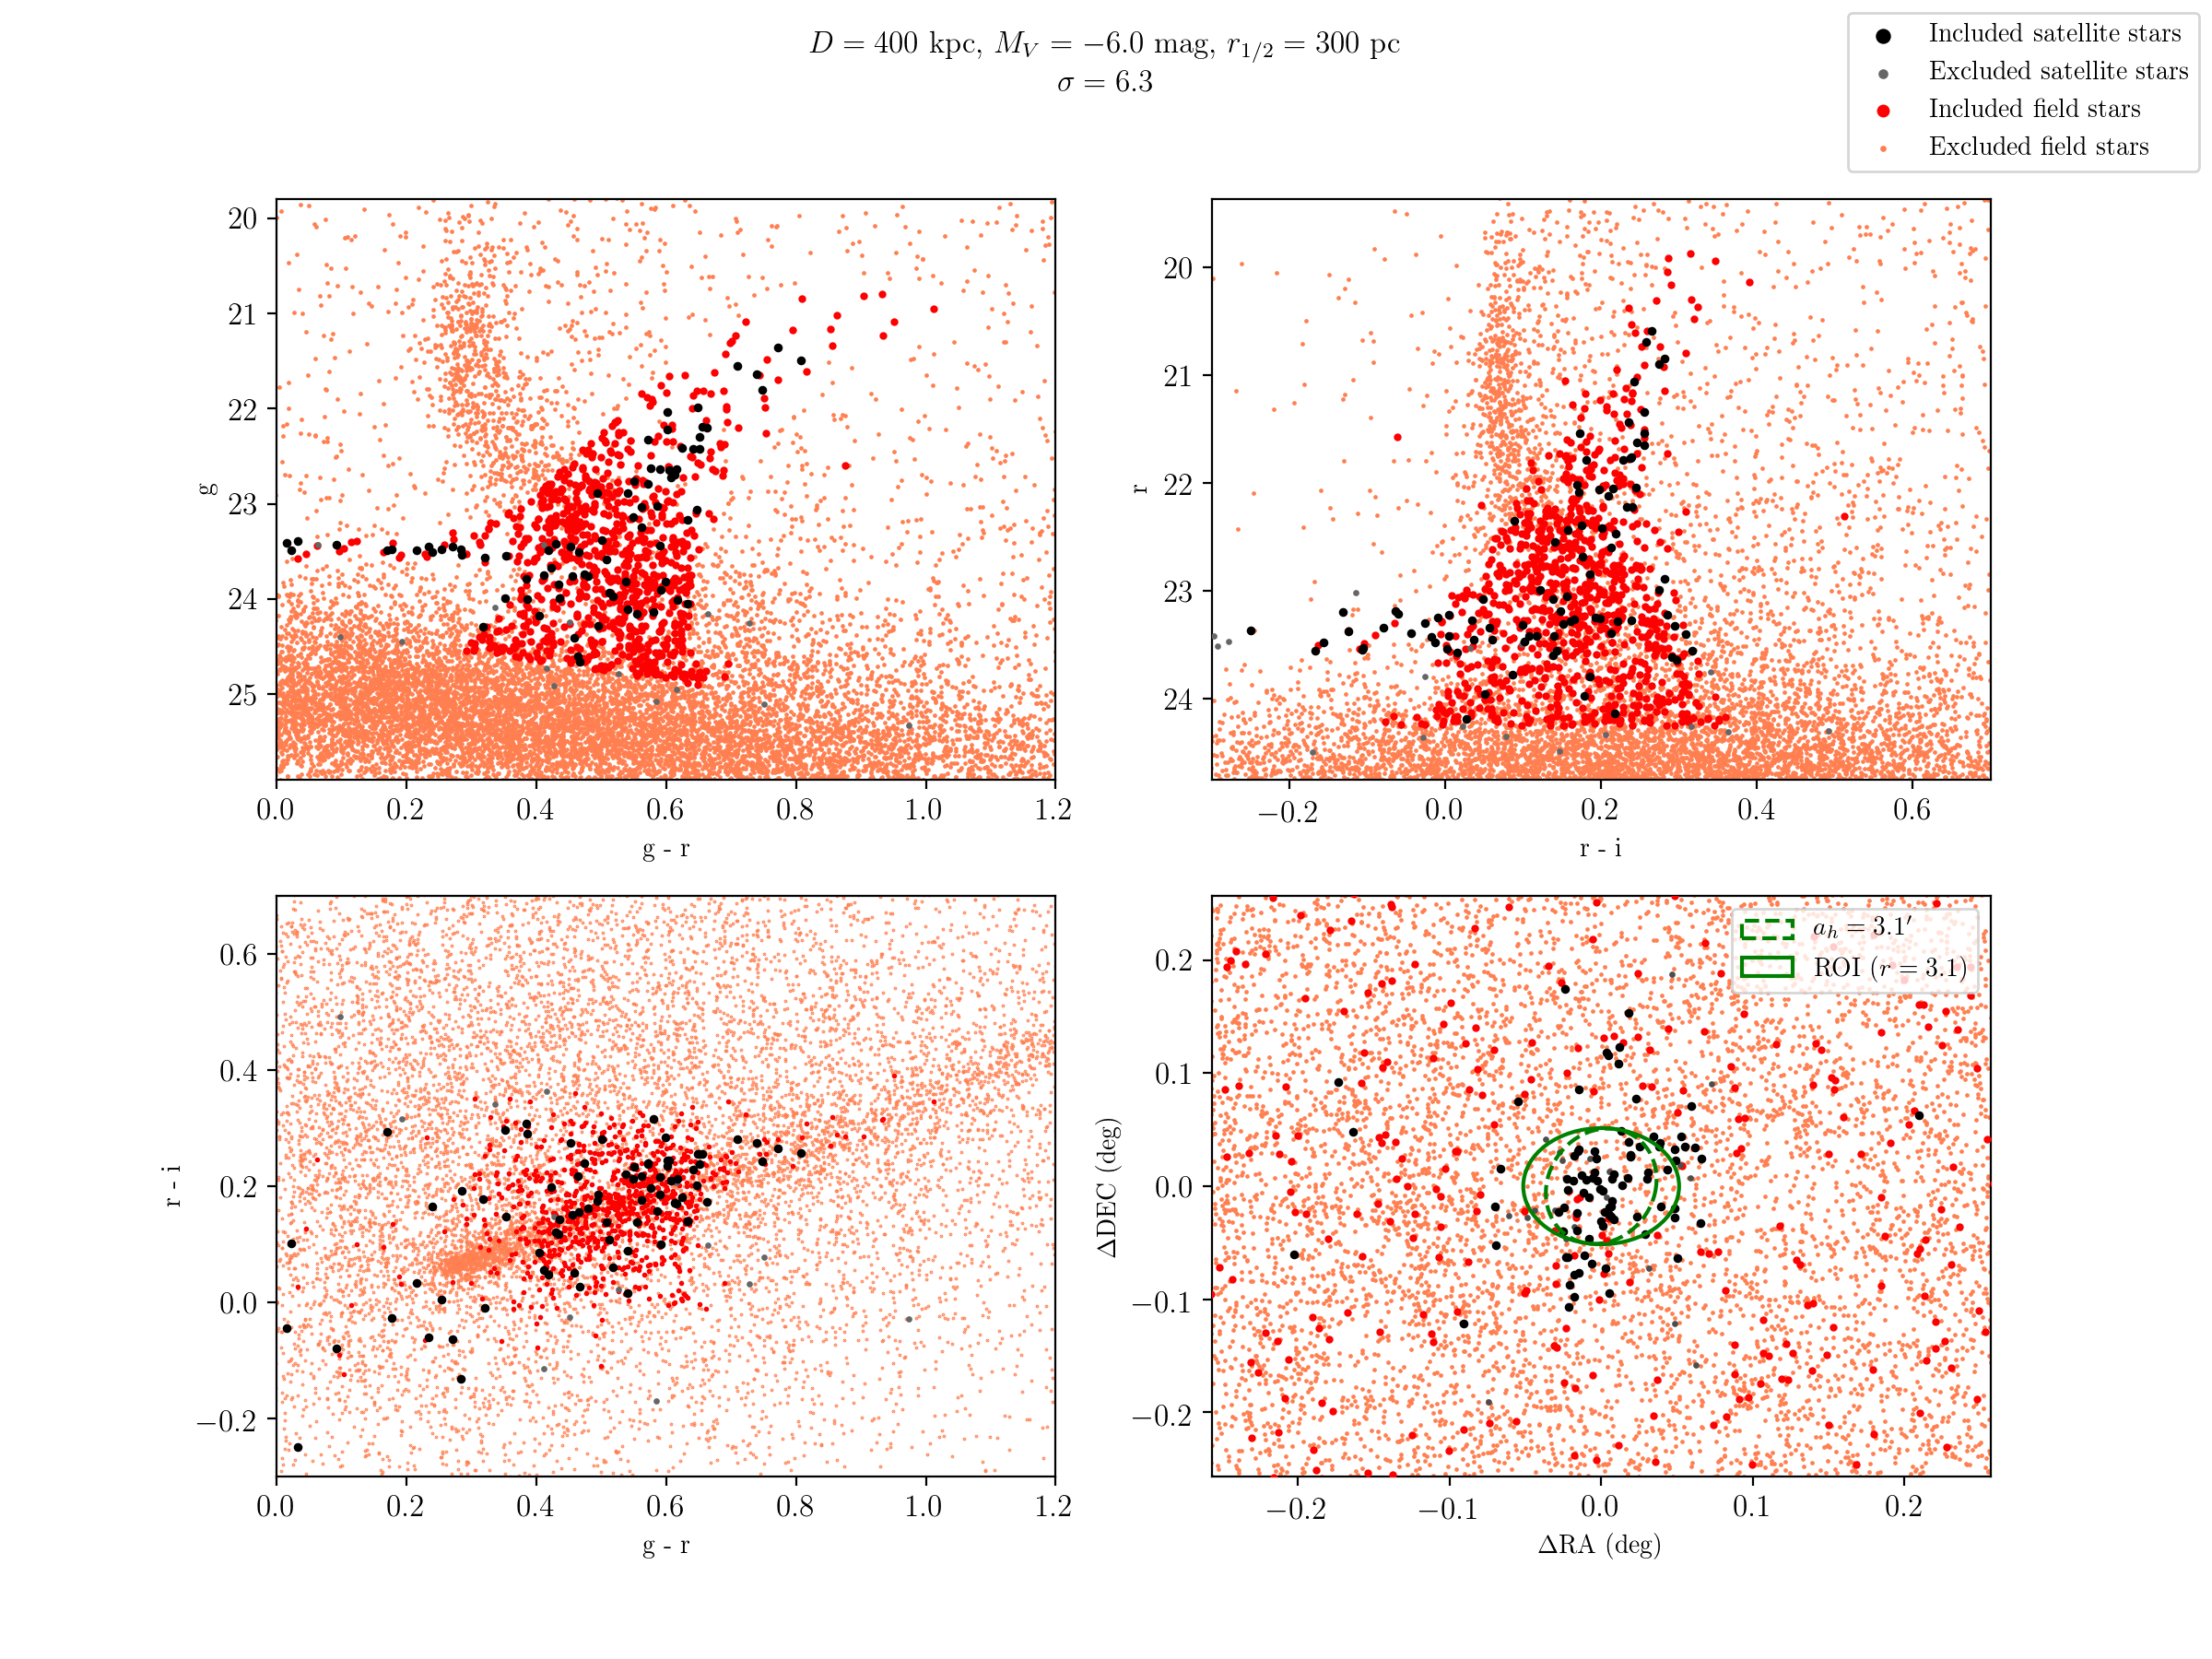 D = 400 kpc, M_V = −6.0 mag, r_{1/2} = 300 pc
σ = 6.3
Included satellite stars
Excluded satellite stars
Included field stars
Excluded field stars
20
21
22
23
24
25
g
0.0 0.2 0.4 0.6 0.8 1.0 1.2
g - r
20
21
22
23
24
r
−0.2 0.0 0.2 0.4 0.6
r - i
0.6
0.4
0.2
0.0
−0.2
r - i
0.0 0.2 0.4 0.6 0.8 1.0 1.2
g - r
a_h = 3.1′
ROI (r = 3.1)
0.2
0.1
0.0
−0.1
−0.2
ΔDEC (deg)
−0.2 −0.1 0.0 0.1 0.2
ΔRA (deg)